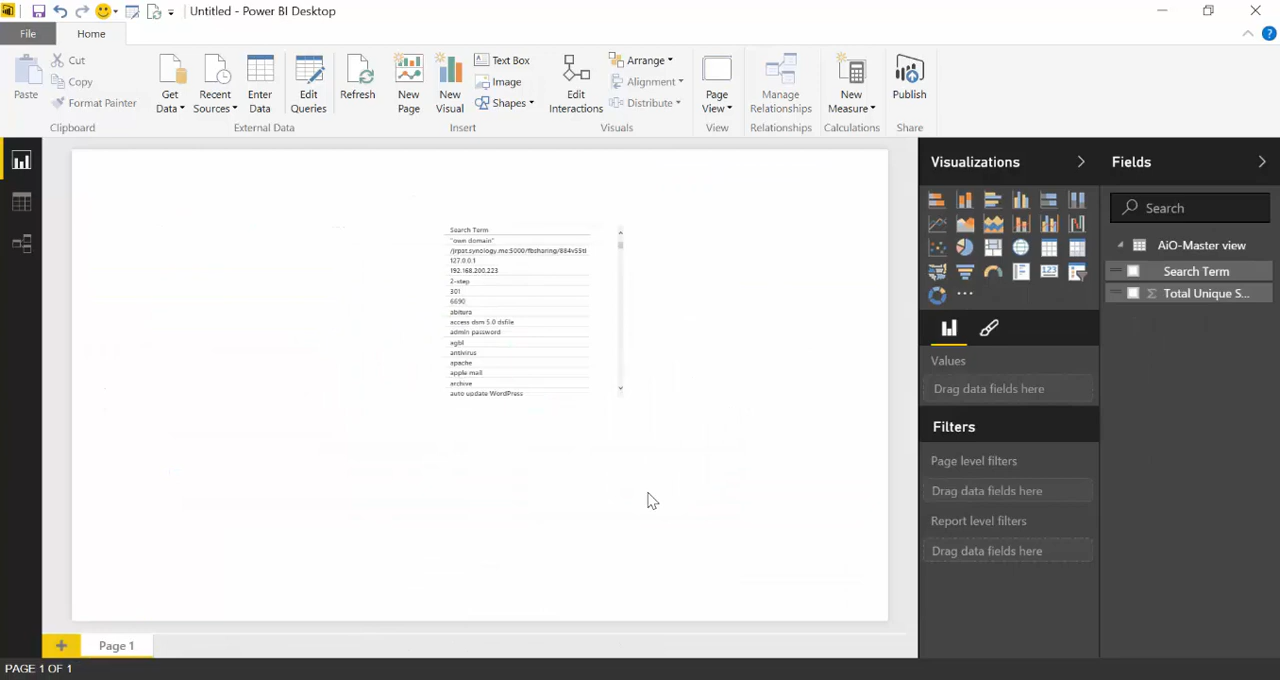 Untitled - Power BI Desktop
File
Home
Paste
Cut
Copy
Format Painter
Clipboard
Get Data
Recent Sources
Enter Data
Edit Queries
Refresh
External Data
New Page
New Visual
Text Box
Image
Shapes
Insert
Edit Interactions
Arrange
Alignment
Distribute
Visuals
Page View
View
Manage Relationships
Relationships
New Measure
Calculations
Publish
Share
Search Term
"own domain"
/jrpat.synology.me:5000/fbsharing/884v55tl
127.0.0.1
192.168.200.223
2-step
301
6690
abitura
access dsm 5.0 dsfile
admin password
agbl
antivirus
apache
apple mail
archive
auto update WordPress
Visualizations
Values
Drag data fields here
Filters
Page level filters
Drag data fields here
Report level filters
Drag data fields here
Fields
Search
AiO-Master view
Search Term
Σ Total Unique S...
Page 1
PAGE 1 OF 1